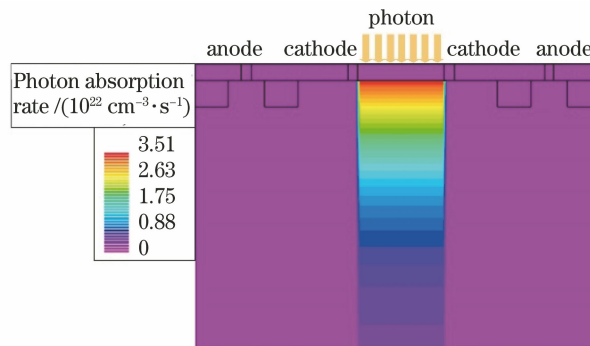 photon
anode cathode cathode anode
Photon absorption
rate /(10²² cm⁻³·s⁻¹)
3.51
2.63
1.75
0.88
0